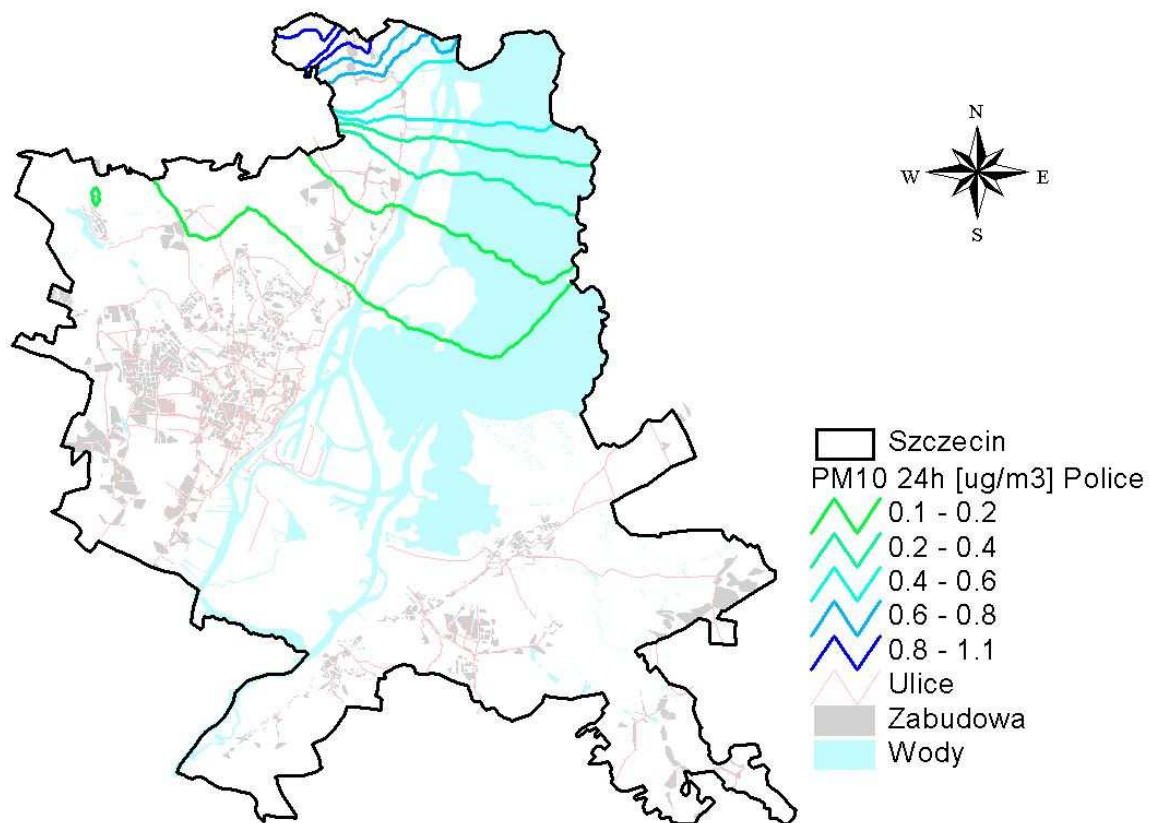 N
W E
S
Szczecin
PM10 24h [ug/m3] Police
0.1 - 0.2
0.2 - 0.4
0.4 - 0.6
0.6 - 0.8
0.8 - 1.1
Ulice
Zabudowa
Wody